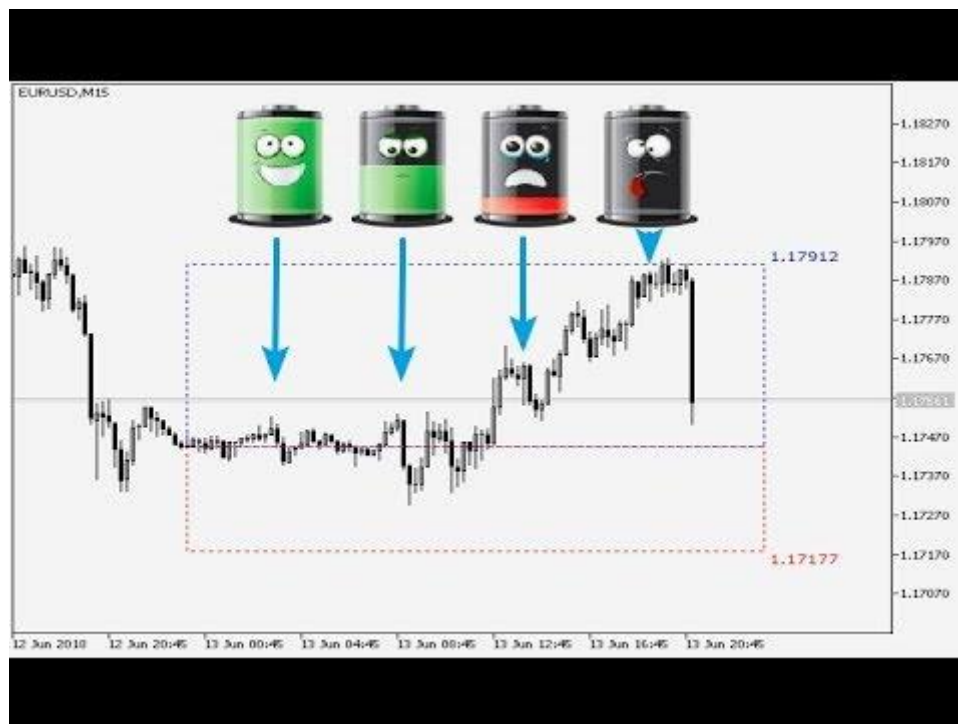 EURUSD,M15
1.18270
1.18170
1.18070
1.17970
1.17912
1.17870
1.17770
1.17670
1.17561
1.17470
1.17370
1.17270
1.17170
1.17177
1.17070
12 Jun 2018
12 Jun 20:45
13 Jun 00:45
13 Jun 04:45
13 Jun 08:45
13 Jun 12:45
13 Jun 16:45
13 Jun 20:45